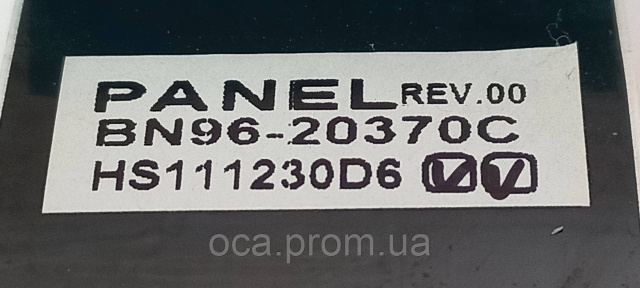 PANEL REV.00
BN96-20370C
HS111230D6
oca.prom.ua